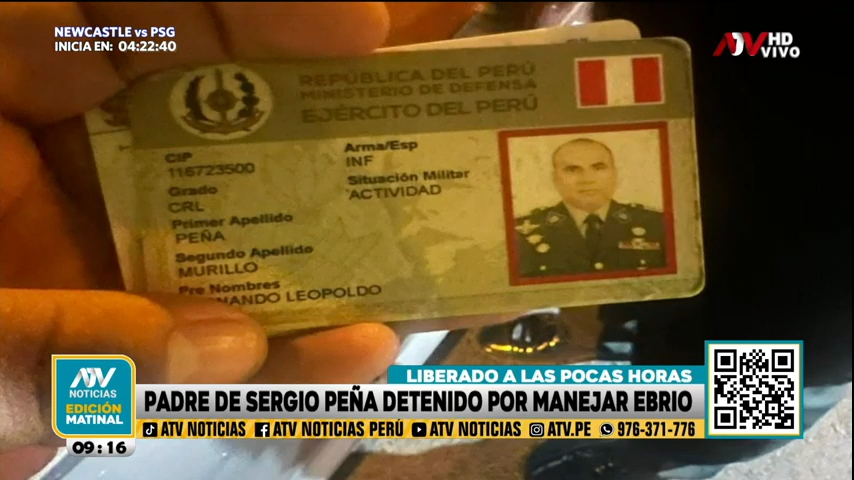 NEWCASTLE vs PSG
INICIA EN: 04:22:40
ATV HD
VIVO
REPÚBLICA DEL PERÚ
MINISTERIO DE DEFENSA
EJÉRCITO DEL PERÚ
CIP
116723500
Arma/Esp
INF
Grado
CRL
Situación Militar
ACTIVIDAD
Primer Apellido
PEÑA
Segundo Apellido
MURILLO
Pre Nombres
LEOPOLDO
LIBERADO A LAS POCAS HORAS
PADRE DE SERGIO PEÑA DETENIDO POR MANEJAR EBRIO
ATV
NOTICIAS
EDICIÓN
MATINAL
09:16
ATV NOTICIAS ATV NOTICIAS PERÚ ATV NOTICIAS ATV.PE 976-371-776